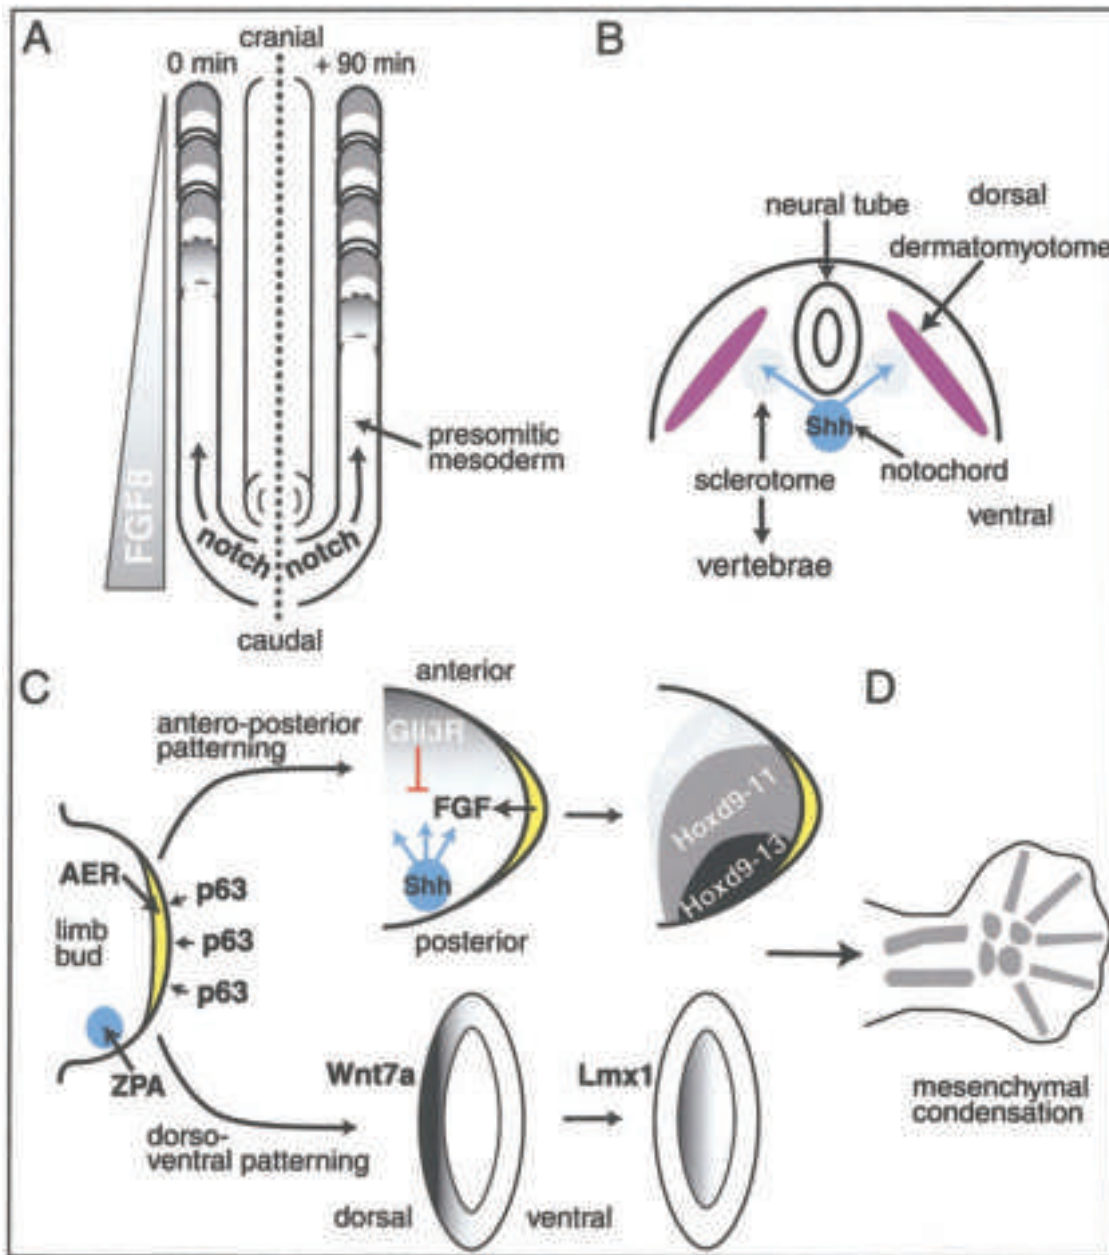 A
cranial
0 min
+ 90 min
FGF8
presomitic
mesoderm
notch
notch
caudal
B
neural tube
dorsal
dermatomyotome
Shh
sclerotome
notochord
ventral
vertebrae
C
antero-posterior
patterning
anterior
Gli3R
FGF
Shh
posterior
Hoxd9-11
Hoxd9-13
AER
p63
limb
bud
p63
p63
ZPA
dorso-
ventral patterning
Wnt7a
Lmx1
dorsal
ventral
D
mesenchymal
condensation